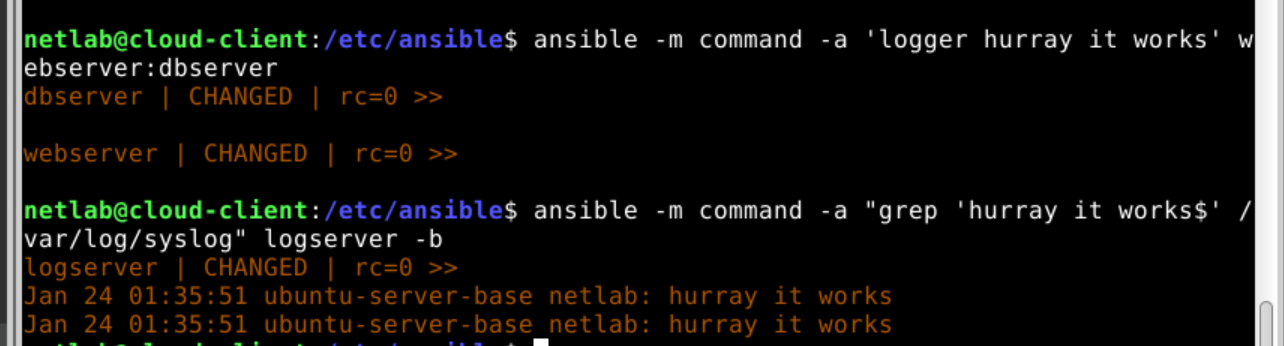 netlab@cloud-client:/etc/ansible$ ansible -m command -a 'logger hurray it works' w
ebserver:dbserver
dbserver | CHANGED | rc=0 >>
webserver | CHANGED | rc=0 >>
netlab@cloud-client:/etc/ansible$ ansible -m command -a "grep 'hurray it works$' /
var/log/syslog" logserver -b
logserver | CHANGED | rc=0 >>
Jan 24 01:35:51 ubuntu-server-base netlab: hurray it works
Jan 24 01:35:51 ubuntu-server-base netlab: hurray it works